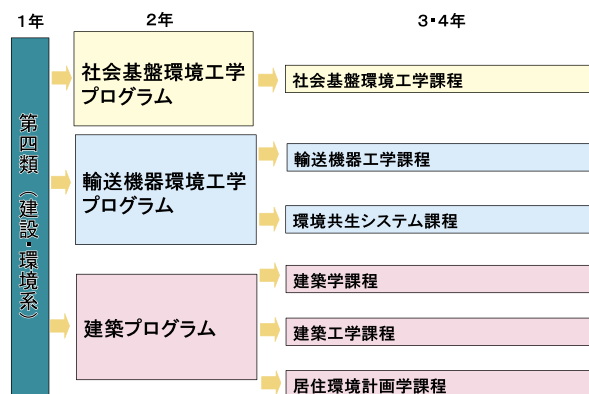 1年
2年
3・4年
第四類(建設・環境系)
社会基盤環境工学
プログラム
社会基盤環境工学課程
輸送機器環境工学
プログラム
輸送機器工学課程
環境共生システム課程
建築プログラム
建築学課程
建築工学課程
居住環境計画学課程